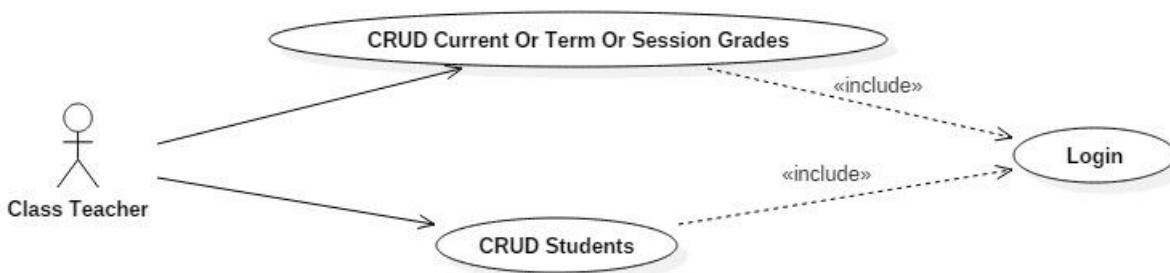 CRUD Current Or Term Or Session Grades
«include»
Login
«include»
Class Teacher
CRUD Students